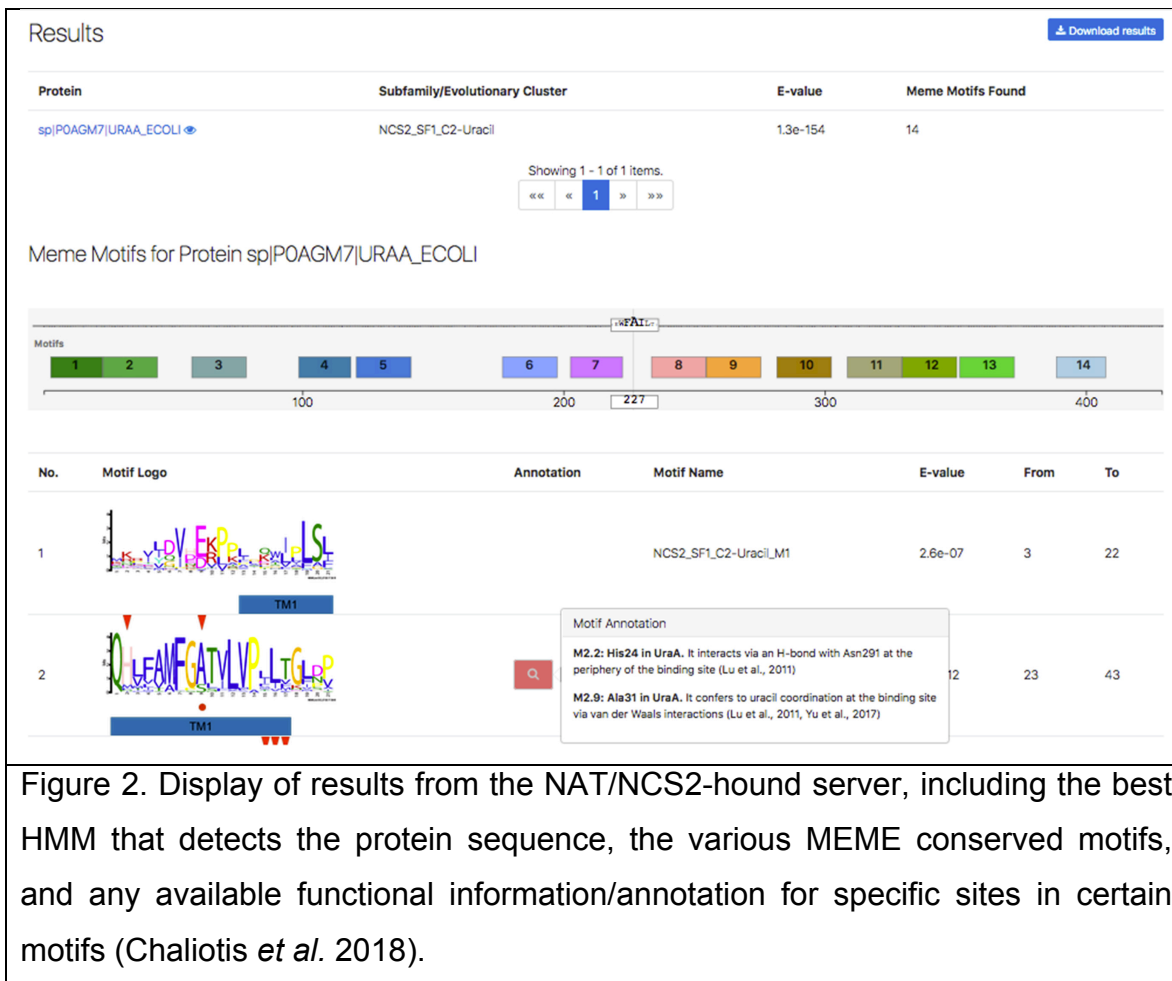 Results
Download results
Protein Subfamily/Evolutionary Cluster E-value Meme Motifs Found
sp|P0AGM7|URAA_ECOLI NCS2_SF1_C2-Uracil 1.3e-154 14
Showing 1 - 1 of 1 items.
«« « 1 » »»
Meme Motifs for Protein sp|P0AGM7|URAA_ECOLI
WFAIL
Motifs
1 2 3 4 5 6 7 8 9 10 11 12 13 14
100 200 227 300 400
No. Motif Logo Annotation Motif Name E-value From To
1 NCS2_SF1_C2-Uracil_M1 2.6e-07 3 22
TM1
Motif Annotation
M2.2: His24 in UraA. It interacts via an H-bond with Asn291 at the
periphery of the binding site (Lu et al., 2011)
2 12 23 43
M2.9: Ala31 in UraA. It confers to uracil coordination at the binding site
via van der Waals interactions (Lu et al., 2011, Yu et al., 2017)
TM1
Figure 2. Display of results from the NAT/NCS2-hound server, including the best
HMM that detects the protein sequence, the various MEME conserved motifs,
and any available functional information/annotation for specific sites in certain
motifs (Chaliotis et al. 2018).